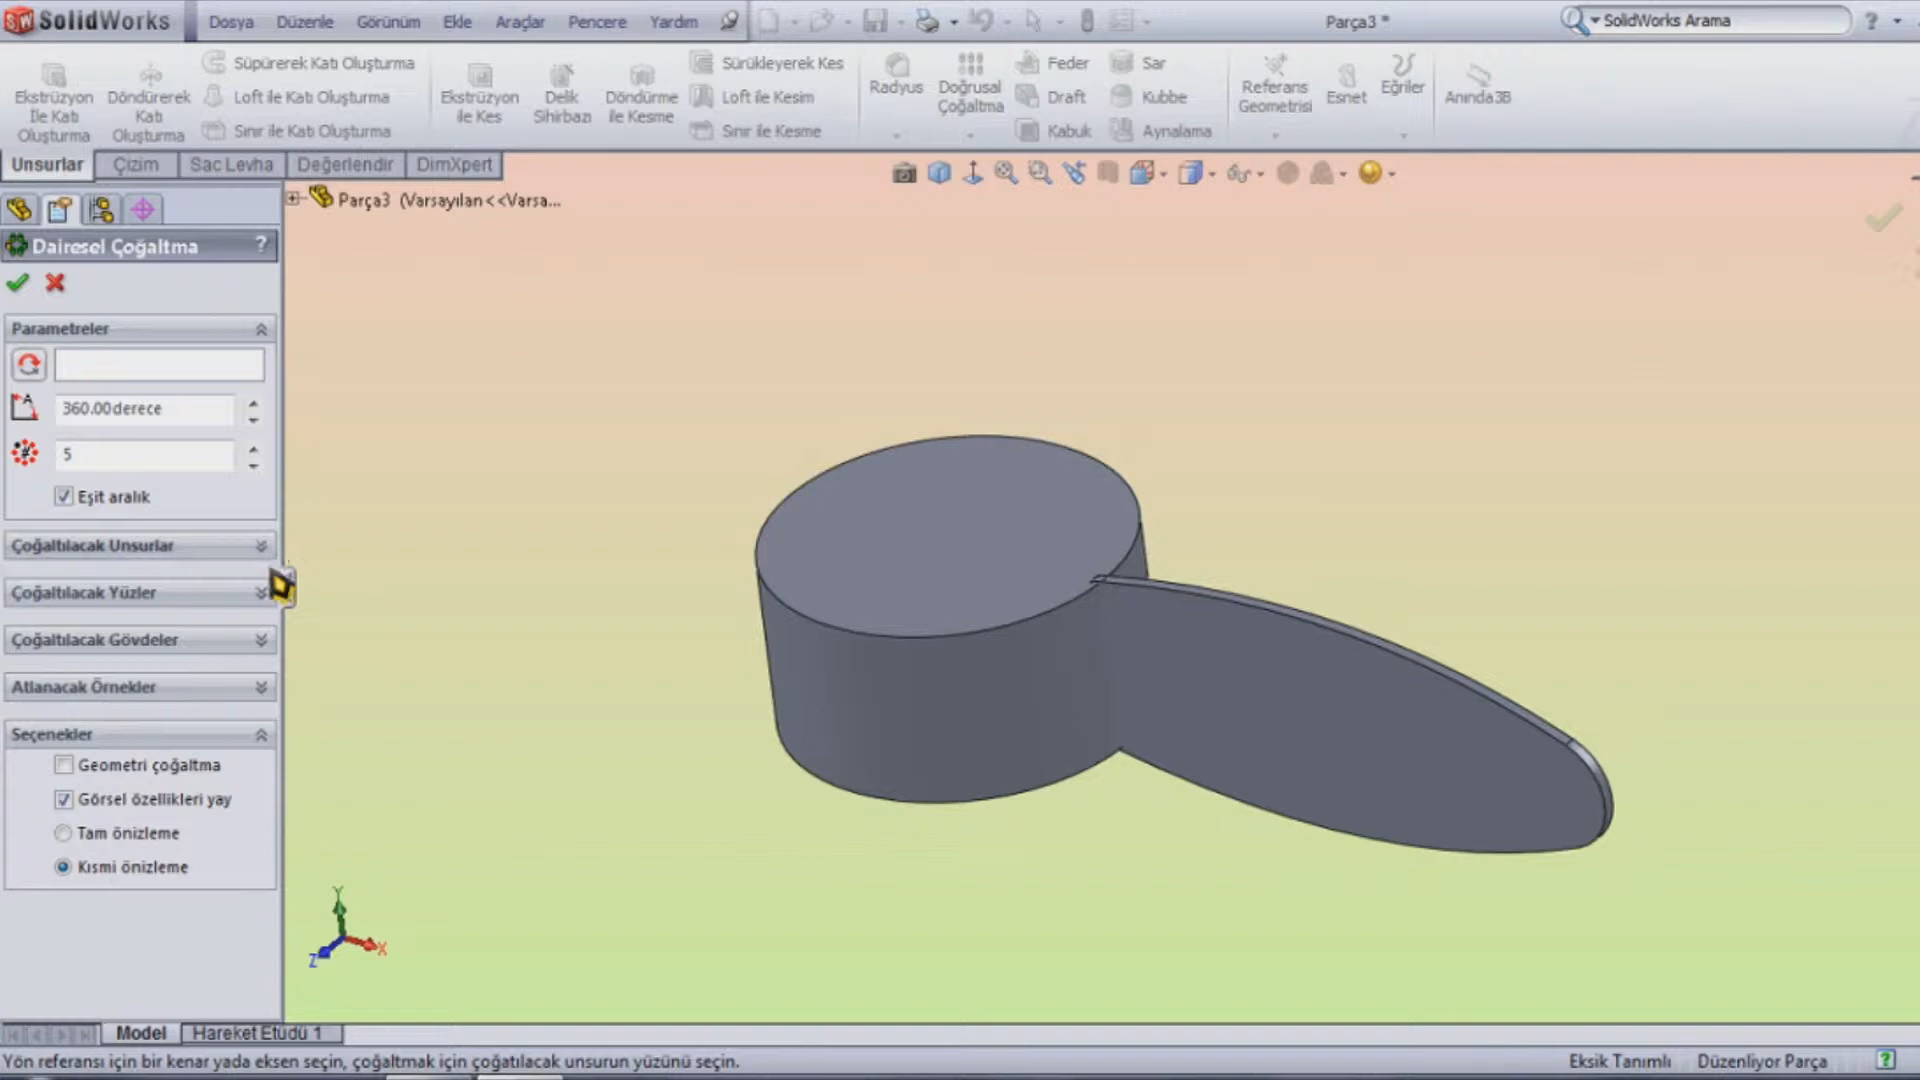 SolidWorks Dosya Düzenle Görünüm Ekle Araçlar Pencere Yardım Parça3 * SolidWorks Arama ?
Ekstrüzyon İle Katı Oluşturma
Döndürerek Katı Oluşturma
Süpürerek Katı Oluşturma
Loft ile Katı Oluşturma
Sınır ile Katı Oluşturma
Ekstrüzyon ile Kes
Delik Sihirbazı
Döndürme ile Kesme
Sürükleyerek Kes
Loft ile Kesim
Sınır ile Kesme
Radyus
Doğrusal Çoğaltma
Feder
Draft
Kabuk
Sar
Kubbe
Aynalama
Referans Geometrisi
Esnet
Eğriler
Anında3B
Unsurlar Çizim Sac Levha Değerlendir DimXpert
Parça3 (Varsayılan<<Varsa...
Dairesel Çoğaltma ?
Parametreler
360.00derece
5
Eşit aralık
Çoğaltılacak Unsurlar
Çoğaltılacak Yüzler
Çoğaltılacak Gövdeler
Atlanacak Örnekler
Seçenekler
Geometri çoğaltma
Görsel özellikleri yay
Tam önizleme
Kısmi önizleme
Y
X
Z
Model Hareket Etüdü 1
Yön referansı için bir kenar yada eksen seçin, çoğaltmak için çoğatılacak unsurun yüzünü seçin. Eksik Tanımlı Düzenliyor Parça ?